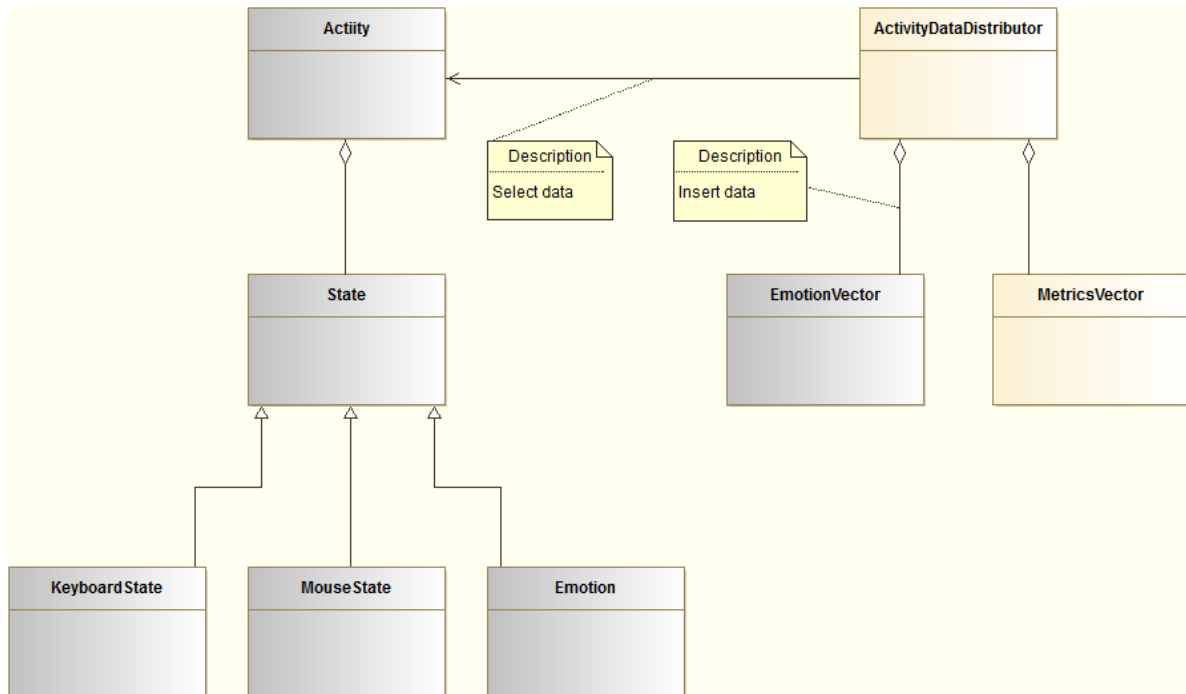 Actiity
ActivityDataDistributor
Description
Select data
Description
Insert data
State
EmotionVector
MetricsVector
KeyboardState
MouseState
Emotion